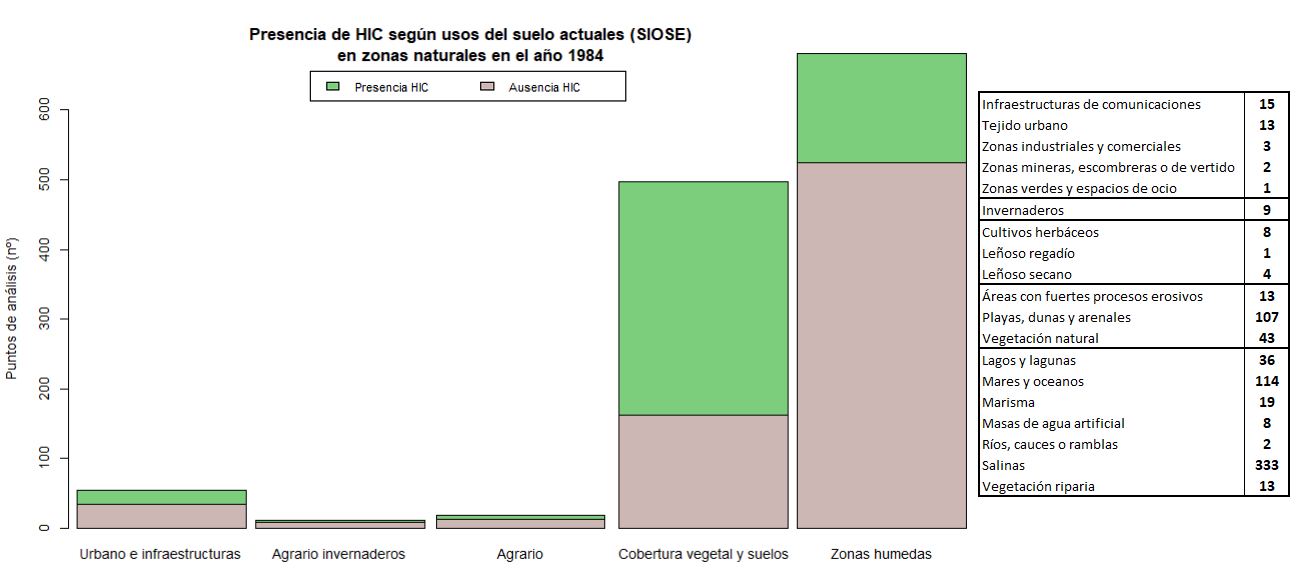 Presencia de HIC según usos del suelo actuales (SIOSE)
en zonas naturales en el año 1984
Presencia HIC
Ausencia HIC
Puntos de análisis (nº)
600
500
400
300
200
100
0
Urbano e infraestructuras
Agrario invernaderos
Agrario
Cobertura vegetal y suelos
Zonas humedas
Infraestructuras de comunicaciones 15
Tejido urbano 13
Zonas industriales y comerciales 3
Zonas mineras, escombreras o de vertido 2
Zonas verdes y espacios de ocio 1
Invernaderos 9
Cultivos herbáceos 8
Leñoso regadío 1
Leñoso secano 4
Áreas con fuertes procesos erosivos 13
Playas, dunas y arenales 107
Vegetación natural 43
Lagos y lagunas 36
Mares y oceanos 114
Marisma 19
Masas de agua artificial 8
Ríos, cauces o ramblas 2
Salinas 333
Vegetación riparia 13